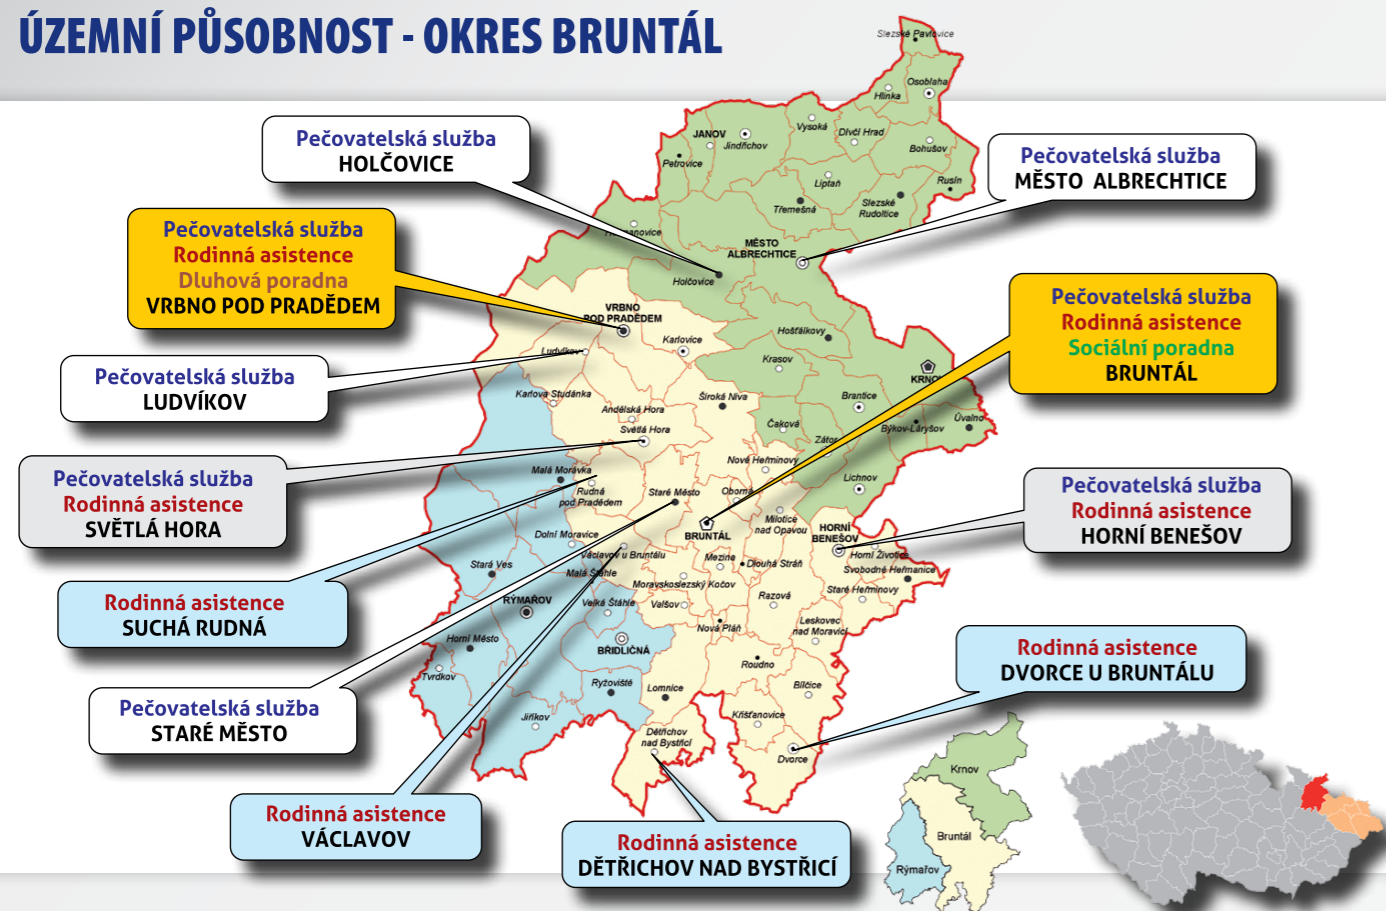 ÚZEMNÍ PŮSOBNOST - OKRES BRUNTÁL
Slezské Pavlovice
Osoblaha
Hlinka
Pečovatelská služba
HOLČOVICE
JANOV
Jindřichov
Vysoká
Dívčí Hrad
Bohušov
Petrovice
Pečovatelská služba
MĚSTO ALBRECHTICE
Liptaň
Rusín
Třemešná
Slezské
Rudoltice
Pečovatelská služba
Rodinná asistence
Dluhová poradna
VRBNO POD PRADĚDEM
MĚSTO
ALBRECHTICE
Holčovice
Pečovatelská služba
Rodinná asistence
Sociální poradna
BRUNTÁL
VRBNO
POD PRADĚDEM
Hošťálkovy
Karlovice
Ludvíkov
Krasov
KRNOV
Pečovatelská služba
LUDVÍKOV
Karlova Studánka
Široká Niva
Brantice
Andělská Hora
Světlá Hora
Čaková
Zátor
Býkov-Láryšov
Úvalno
Pečovatelská služba
Rodinná asistence
SVĚTLÁ HORA
Malá Morávka
Nové Heřminovy
Rudná
pod Pradědem
Staré Město
Oborná
Lichnov
Pečovatelská služba
Rodinná asistence
HORNÍ BENEŠOV
BRUNTÁL
Milotice
nad Opavou
HORNÍ
BENEŠOV
Dolní Moravice
Václavov u Bruntálu
Mezina
Dlouhá Stráň
Horní Životice
Svobodné Heřmanice
Stará Ves
Malá Štáhle
Moravskoslezský Kočov
Staré Heřminovy
Rodinná asistence
SUCHÁ RUDNÁ
RÝMAŘOV
Velká Štáhle
Valšov
Razová
Nová Pláň
Leskovec
nad Moravicí
Horní Město
BŘIDLIČNÁ
Roudno
Rodinná asistence
DVORCE U BRUNTÁLU
Tvrdkov
Ryžoviště
Lomnice
Bílčice
Pečovatelská služba
STARÉ MĚSTO
Jiříkov
Křišťanovice
Dětřichov
nad Bystřicí
Dvorce
Krnov
Bruntál
Rýmařov
Rodinná asistence
VÁCLAVOV
Rodinná asistence
DĚTŘICHOV NAD BYSTŘICÍ